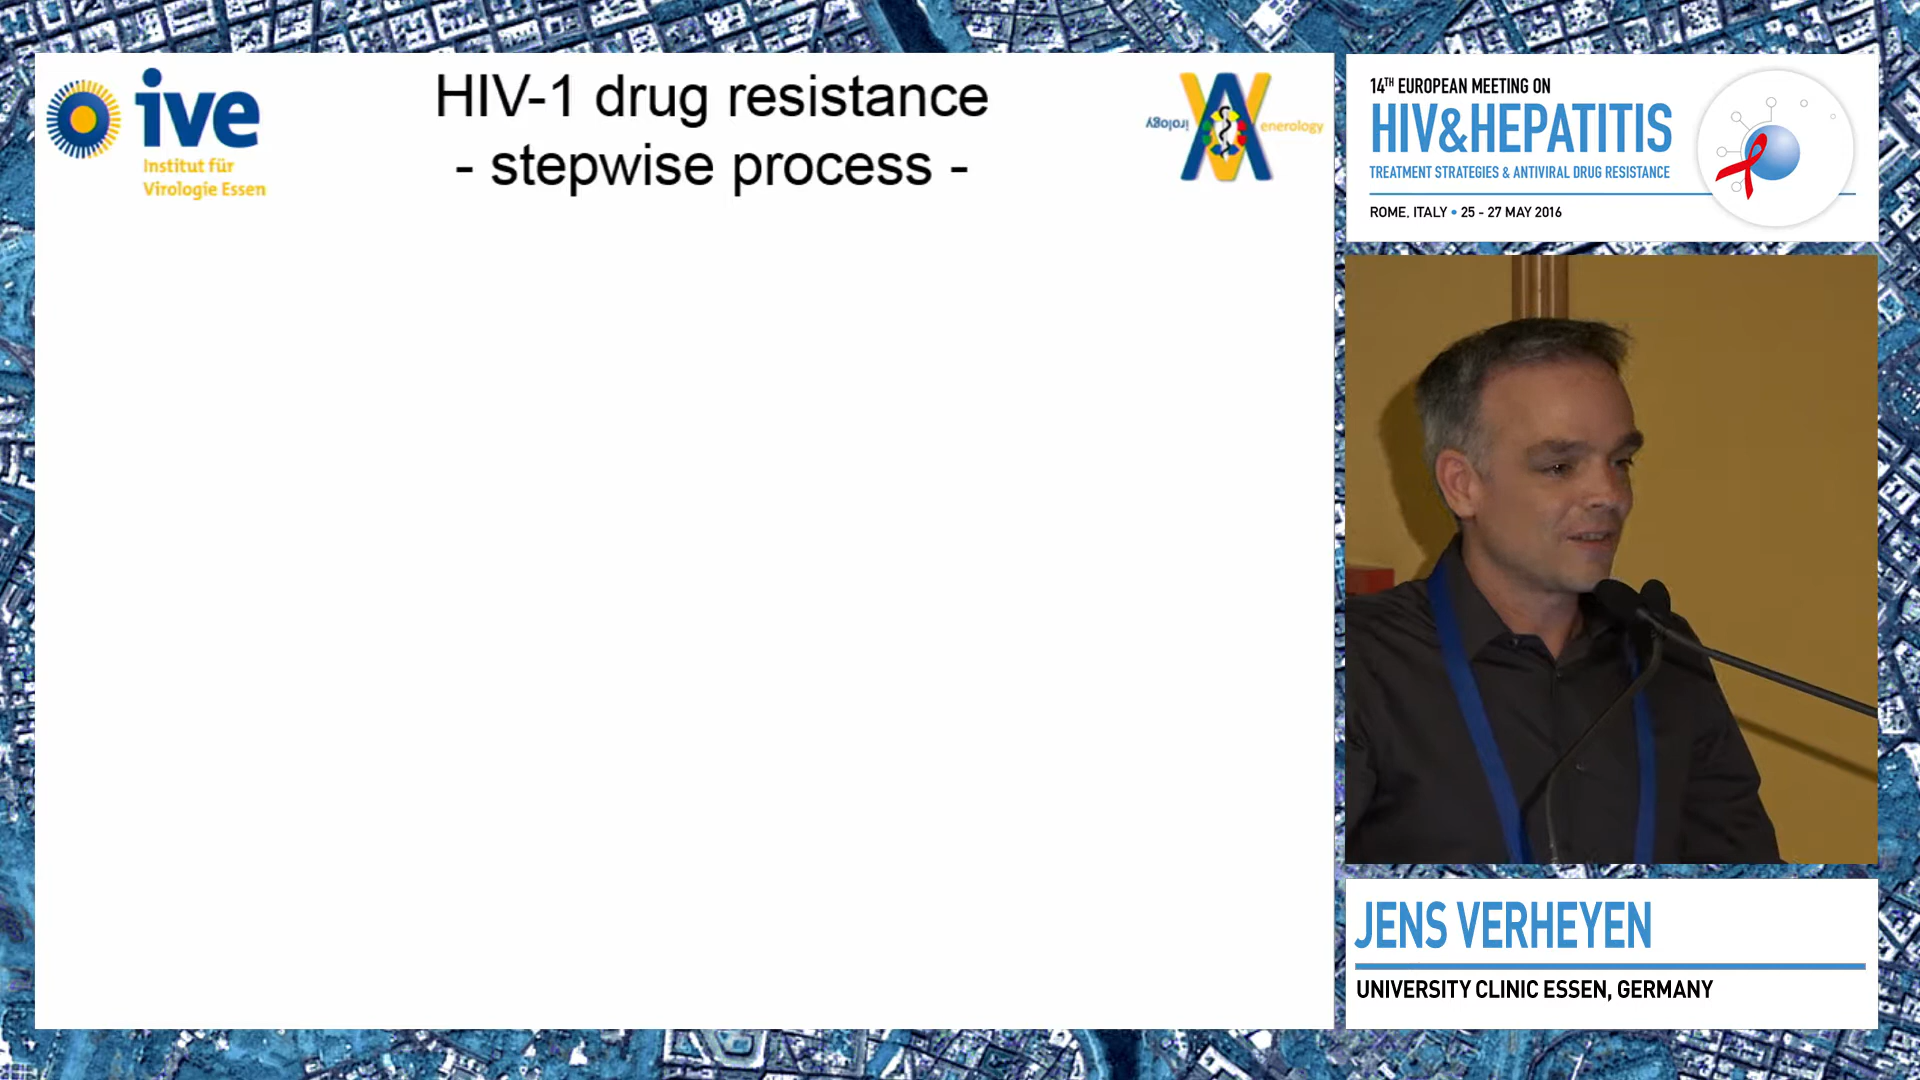 ive
Institut für
Virologie Essen
HIV-1 drug resistance
- stepwise process -
irology
enerology
14TH EUROPEAN MEETING ON
HIV&HEPATITIS
TREATMENT STRATEGIES & ANTIVIRAL DRUG RESISTANCE
ROME, ITALY • 25 - 27 MAY 2016
JENS VERHEYEN
UNIVERSITY CLINIC ESSEN, GERMANY